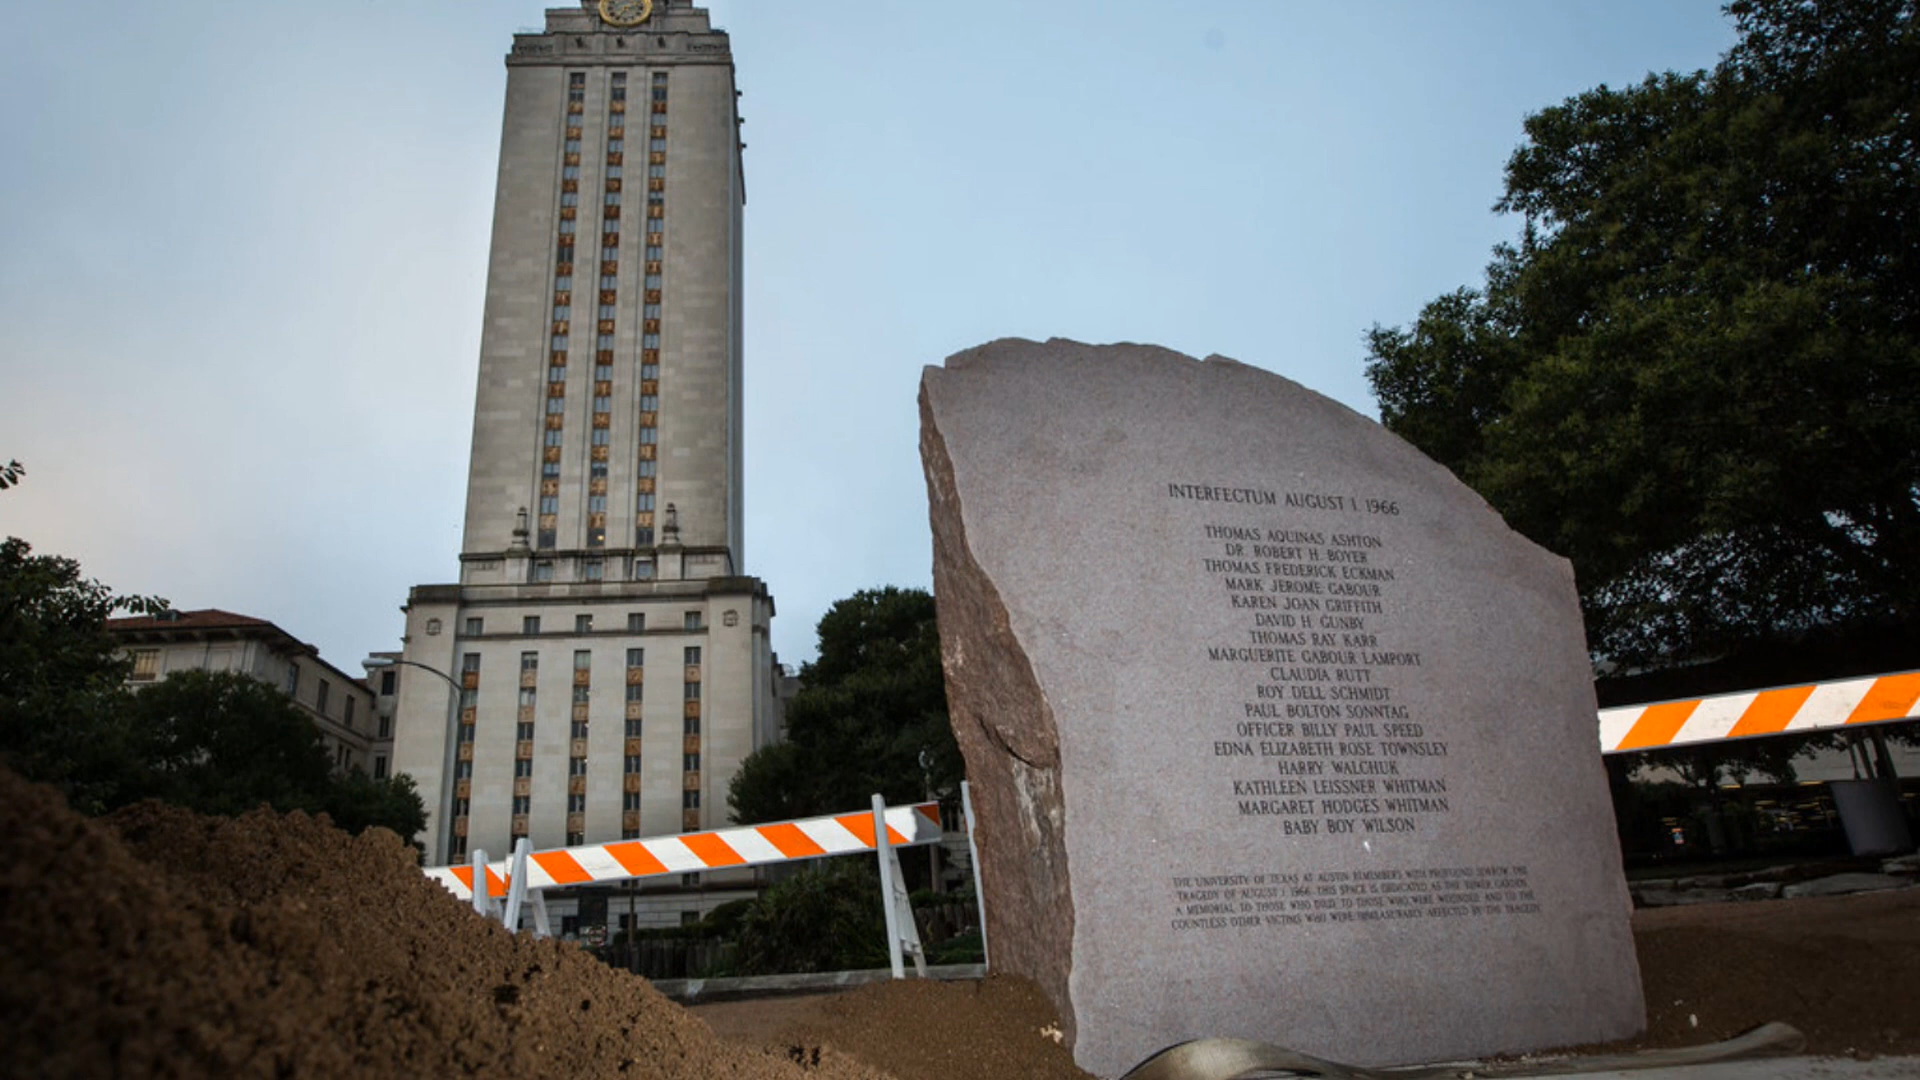 INTERFECTUM AUGUST 1, 1966
THOMAS AQUINAS ASHTON
DR. ROBERT H. BOYER
THOMAS FREDERICK ECKMAN
MARK JEROME GABOUR
KAREN JOAN GRIFFITH
DAVID H. GUNBY
THOMAS RAY KARR
MARGUERITE GABOUR LAMPORT
CLAUDIA RUTT
ROY DELL SCHMIDT
PAUL BOLTON SONNTAG
OFFICER BILLY PAUL SPEED
EDNA ELIZABETH ROSE TOWNSLEY
HARRY WALCHUK
KATHLEEN LEISSNER WHITMAN
MARGARET HODGES WHITMAN
BABY BOY WILSON
THE UNIVERSITY OF TEXAS AT AUSTIN REMEMBERS WITH PROFOUND SORROW THE
TRAGEDY OF AUGUST 1, 1966. THIS SPACE IS DEDICATED AS THE TOWER GARDEN,
A MEMORIAL TO THOSE WHO DIED, TO THOSE WHO WERE WOUNDED, AND TO THE
COUNTLESS OTHER VICTIMS WHO WERE IMMEASURABLY AFFECTED BY THE TRAGEDY.